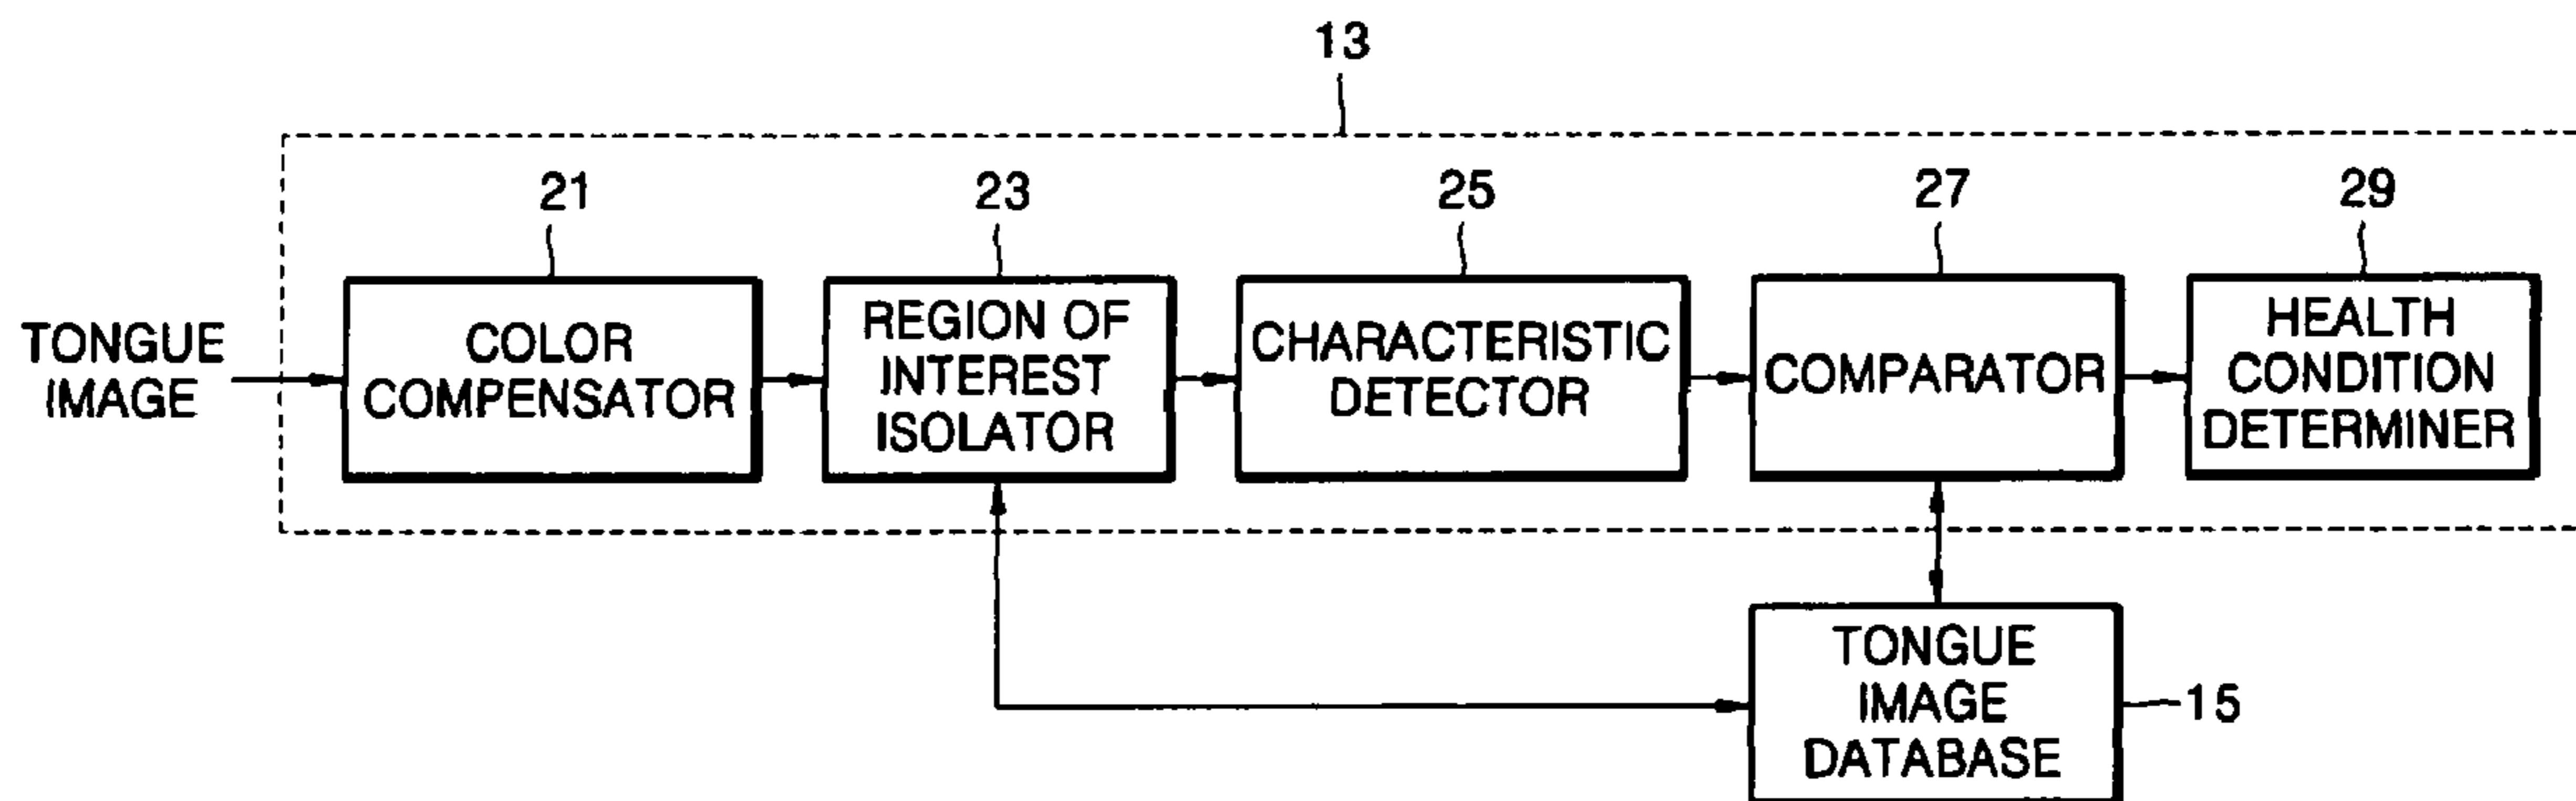 13
21
23
25
27
29
TONGUE
IMAGE
COLOR
COMPENSATOR
REGION OF
INTEREST
ISOLATOR
CHARACTERISTIC
DETECTOR
COMPARATOR
HEALTH
CONDITION
DETERMINER
TONGUE
IMAGE
DATABASE
15